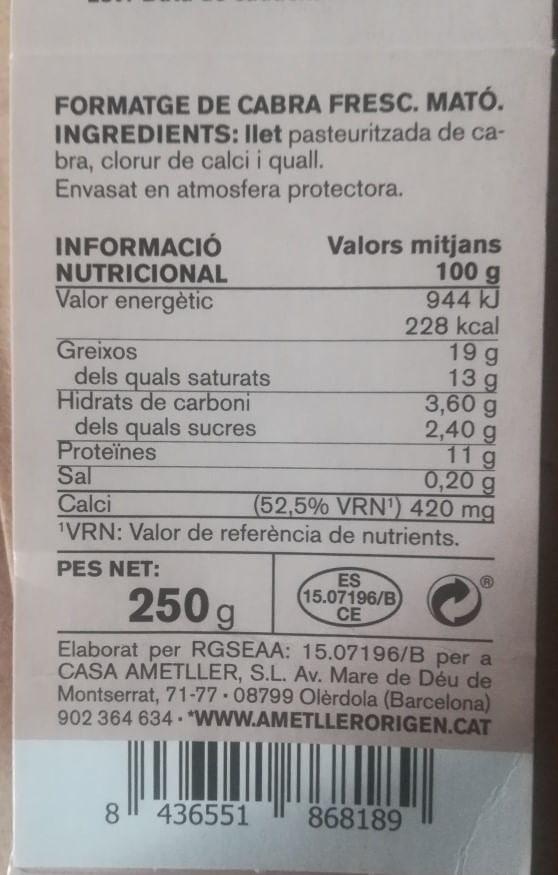 FORMATGE DE CABRA FRESC. MATÓ.
INGREDIENTS: llet pasteuritzada de ca-
bra, clorur de calci i quall.
Envasat en atmosfera protectora.
INFORMACIÓ Valors mitjans
NUTRICIONAL 100 g
Valor energètic 944 kJ
228 kcal
Greixos 19 g
dels quals saturats 13 g
Hidrats de carboni 3,60 g
dels quals sucres 2,40 g
Proteïnes 11 g
Sal 0,20 g
Calci (52,5% VRN¹) 420 mg
¹VRN: Valor de referència de nutrients.
PES NET:
250 g
ES
15.07196/B
CE
®
Elaborat per RGSEAA: 15.07196/B per a
CASA AMETLLER, S.L. Av. Mare de Déu de
Montserrat, 71-77 · 08799 Olèrdola (Barcelona)
902 364 634 · *WWW.AMETLLERORIGEN.CAT
8 436551 868189